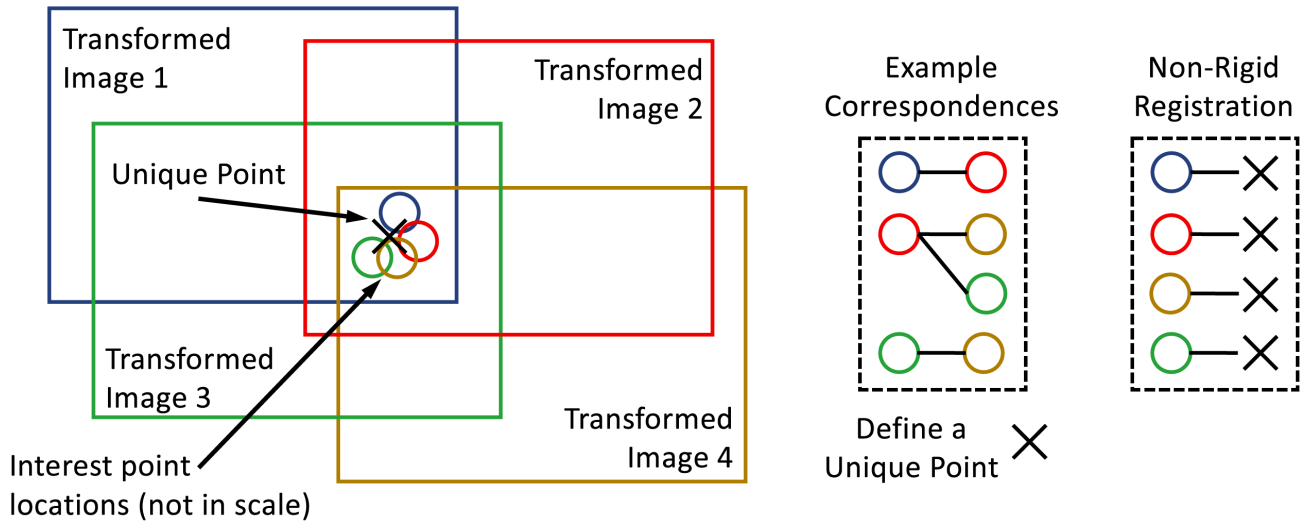 Transformed
Image 1
Transformed
Image 2
Unique Point
Transformed
Image 3
Transformed
Image 4
Interest point
locations (not in scale)
Example
Correspondences
Define a
Unique Point
Non-Rigid
Registration